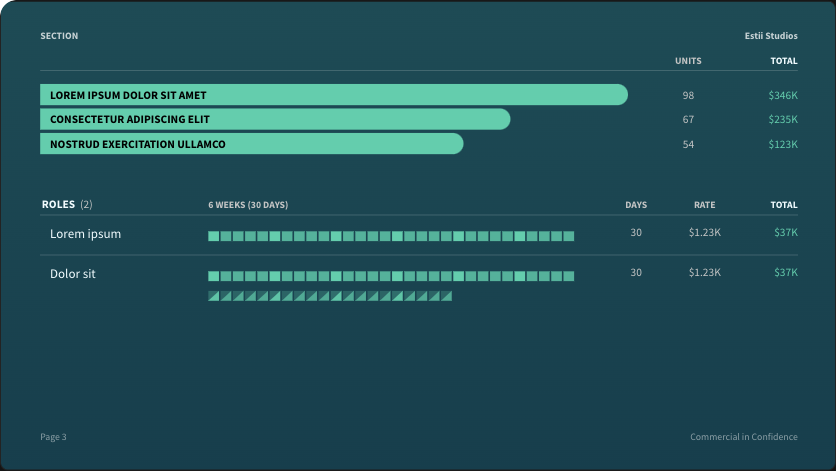 SECTION Estii Studios
UNITS TOTAL
LOREM IPSUM DOLOR SIT AMET 98 $346K
CONSECTETUR ADIPISCING ELIT 67 $235K
NOSTRUD EXERCITATION ULLAMCO 54 $123K
ROLES (2) 6 WEEKS (30 DAYS) DAYS RATE TOTAL
Lorem ipsum 30 $1.23K $37K
Dolor sit 30 $1.23K $37K
Page 3 Commercial in Confidence